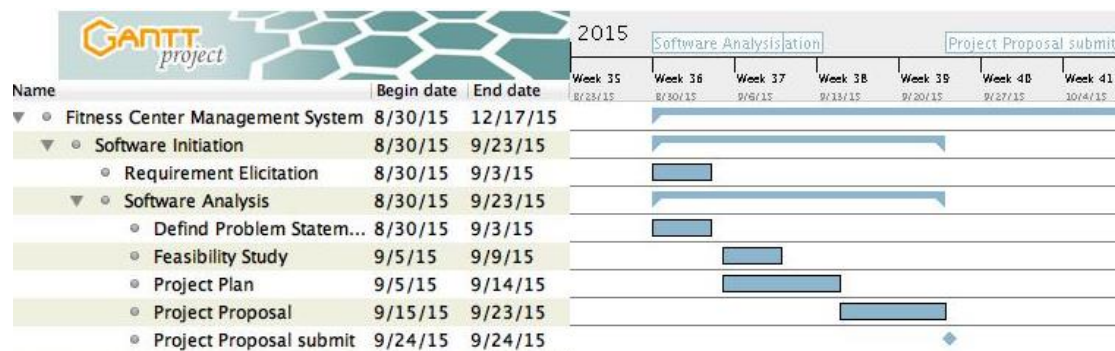 GANTT
project
2015
Software Analysis ation Project Proposal submit
Week 35 Week 36 Week 37 Week 38 Week 39 Week 40 Week 41
8/23/15 8/30/15 9/6/15 9/13/15 9/20/15 9/27/15 10/4/15
Name Begin date End date
Fitness Center Management System 8/30/15 12/17/15
Software Initiation 8/30/15 9/23/15
Requirement Elicitation 8/30/15 9/3/15
Software Analysis 8/30/15 9/23/15
Defind Problem Statem... 8/30/15 9/3/15
Feasibility Study 9/5/15 9/9/15
Project Plan 9/5/15 9/14/15
Project Proposal 9/15/15 9/23/15
Project Proposal submit 9/24/15 9/24/15